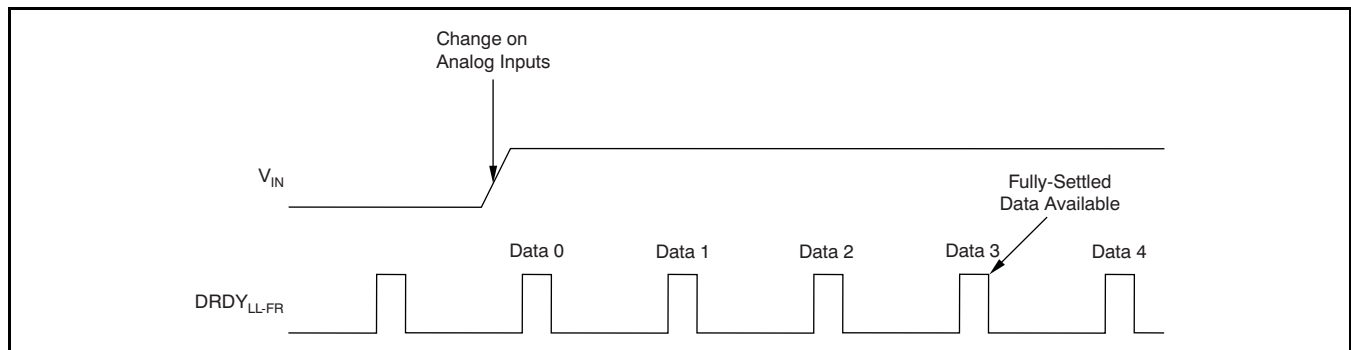 Change on
Analog Inputs
V_IN
Fully-Settled
Data Available
Data 0 Data 1 Data 2 Data 3 Data 4
DRDY_LL-FR